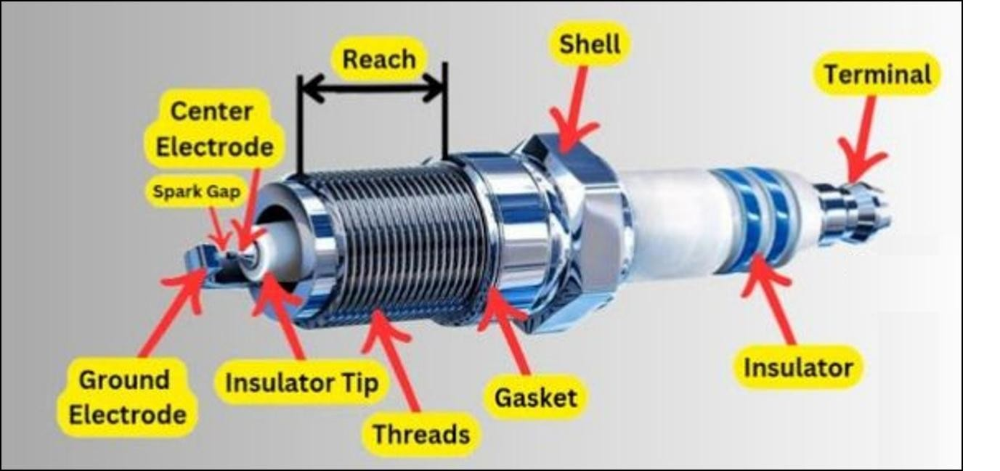 Reach
Shell
Terminal
Center
Electrode
Spark Gap
Ground
Electrode
Insulator Tip
Threads
Gasket
Insulator